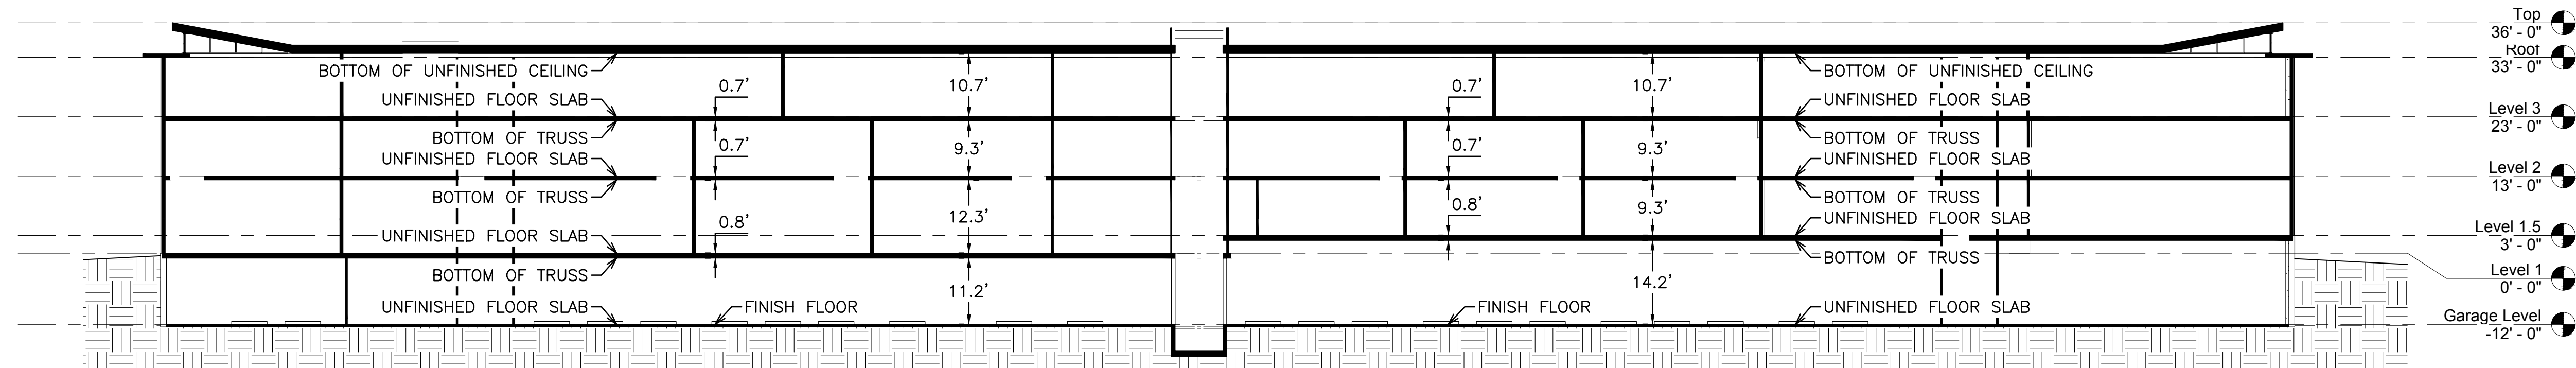 Top
36' - 0"
Roof
33' - 0"
BOTTOM OF UNFINISHED CEILING
BOTTOM OF UNFINISHED CEILING
0.7'
10.7'
0.7'
10.7'
UNFINISHED FLOOR SLAB
UNFINISHED FLOOR SLAB
Level 3
23' - 0"
BOTTOM OF TRUSS
BOTTOM OF TRUSS
0.7'
9.3'
0.7'
9.3'
UNFINISHED FLOOR SLAB
UNFINISHED FLOOR SLAB
Level 2
13' - 0"
BOTTOM OF TRUSS
BOTTOM OF TRUSS
0.8'
12.3'
0.8'
9.3'
UNFINISHED FLOOR SLAB
UNFINISHED FLOOR SLAB
Level 1.5
3' - 0"
BOTTOM OF TRUSS
BOTTOM OF TRUSS
Level 1
0' - 0"
11.2'
14.2'
UNFINISHED FLOOR SLAB
FINISH FLOOR
FINISH FLOOR
UNFINISHED FLOOR SLAB
Garage Level
-12' - 0"